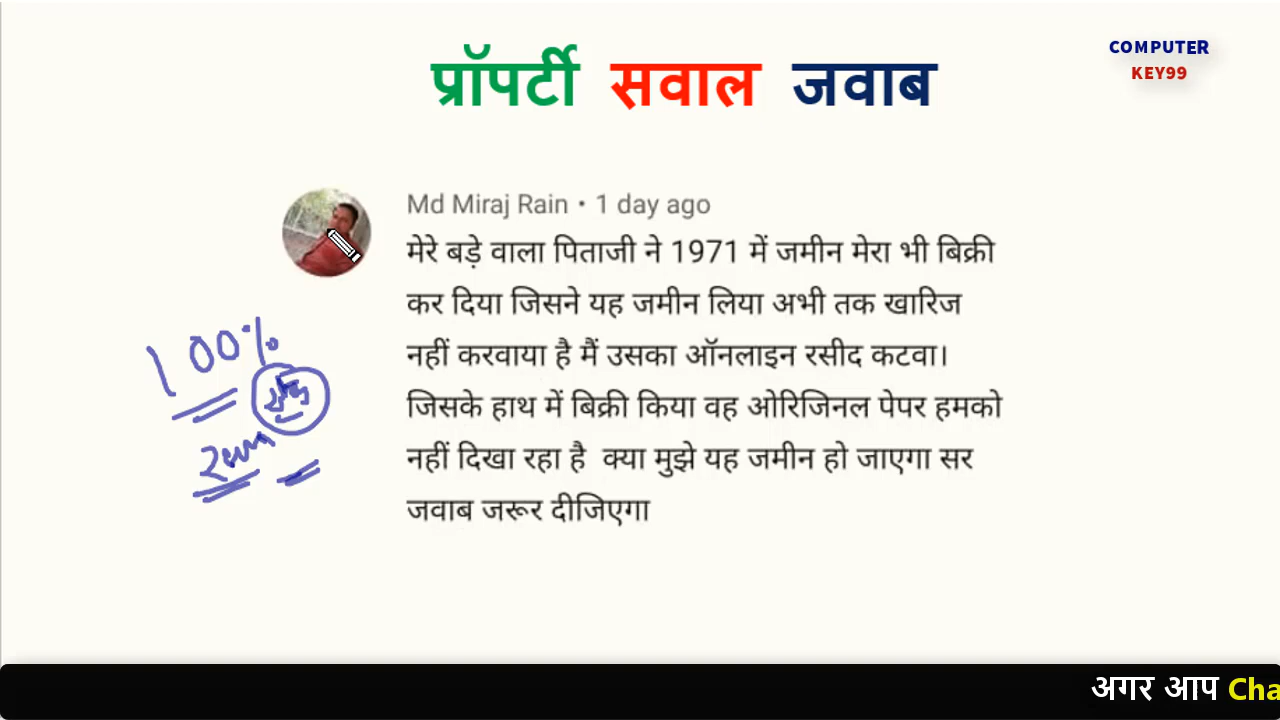 COMPUTER
KEY99
प्रॉपर्टी सवाल जवाब
Md Miraj Rain • 1 day ago
मेरे बड़े वाला पिताजी ने 1971 में जमीन मेरा भी बिक्री
कर दिया जिसने यह जमीन लिया अभी तक खारिज
नहीं करवाया है मैं उसका ऑनलाइन रसीद कटवा।
जिसके हाथ में बिक्री किया वह ओरिजिनल पेपर हमको
नहीं दिखा रहा है क्या मुझे यह जमीन हो जाएगा सर
जवाब जरूर दीजिएगा
100%
अगर आप Cha